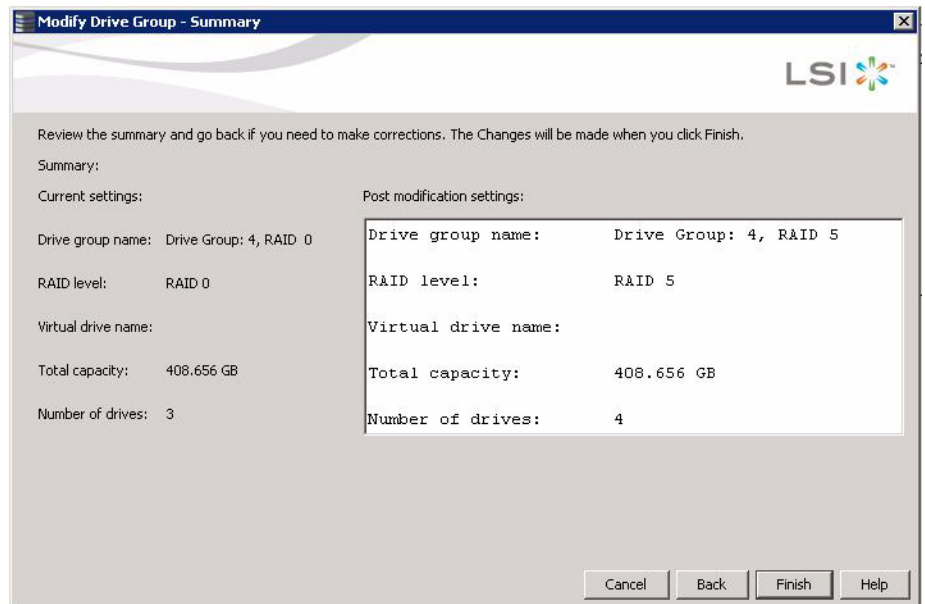 Modify Drive Group - Summary
LSI
Review the summary and go back if you need to make corrections. The Changes will be made when you click Finish.
Summary:
Current settings:
Drive group name: Drive Group: 4, RAID 0
RAID level: RAID 0
Virtual drive name:
Total capacity: 408.656 GB
Number of drives: 3
Post modification settings:
Drive group name: Drive Group: 4, RAID 5
RAID level: RAID 5
Virtual drive name:
Total capacity: 408.656 GB
Number of drives: 4
Cancel Back Finish Help